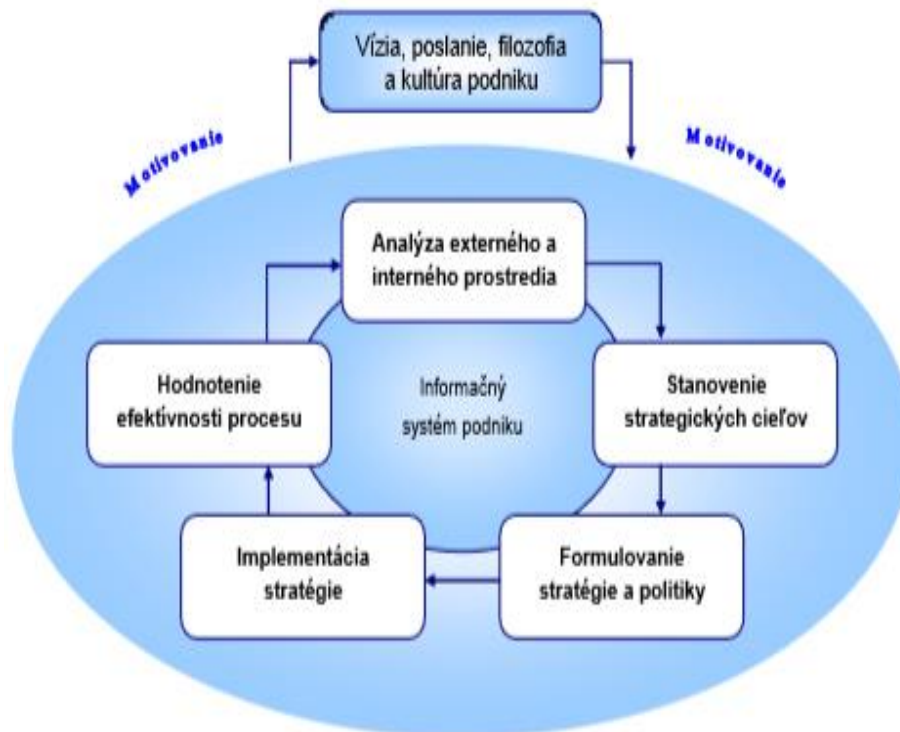 Vízia, poslanie, filozofia
a kultúra podniku
Motivovanie
Motivovanie
Analýza externého a
interného prostredia
Hodnotenie
efektívnosti procesu
Informačný
systém podniku
Stanovenie
strategických cieľov
Implementácia
stratégie
Formulovanie
stratégie a politiky